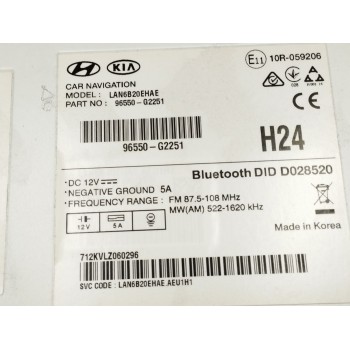 HYUNDAI KIA
E11 10R-059206
CAR NAVIGATION
MODEL : LAN6B20EHAE
PART NO : 96550-G2251
96550-G2251
H24
Bluetooth DID D028520
•DC 12V
•NEGATIVE GROUND 5A
•FREQUENCY RANGE : FM 87.5-108 MHz
MW(AM) 522-1620 kHz
12V 5A
Made in Korea
712KVLZ060296
SVC CODE : LAN6B20EHAE.AEU1H1